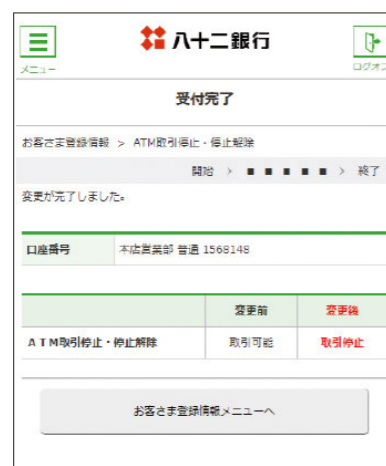 八十二銀行
メニュー
ログオフ
受付完了
お客さま登録情報 > ATM取引停止・停止解除
開始 > ■ ■ ■ ■ ■ > 終了
変更が完了しました。
口座番号 本店営業部 普通 1568148
変更前 変更後
ATM取引停止・停止解除 取引可能 取引停止
お客さま登録情報メニューへ